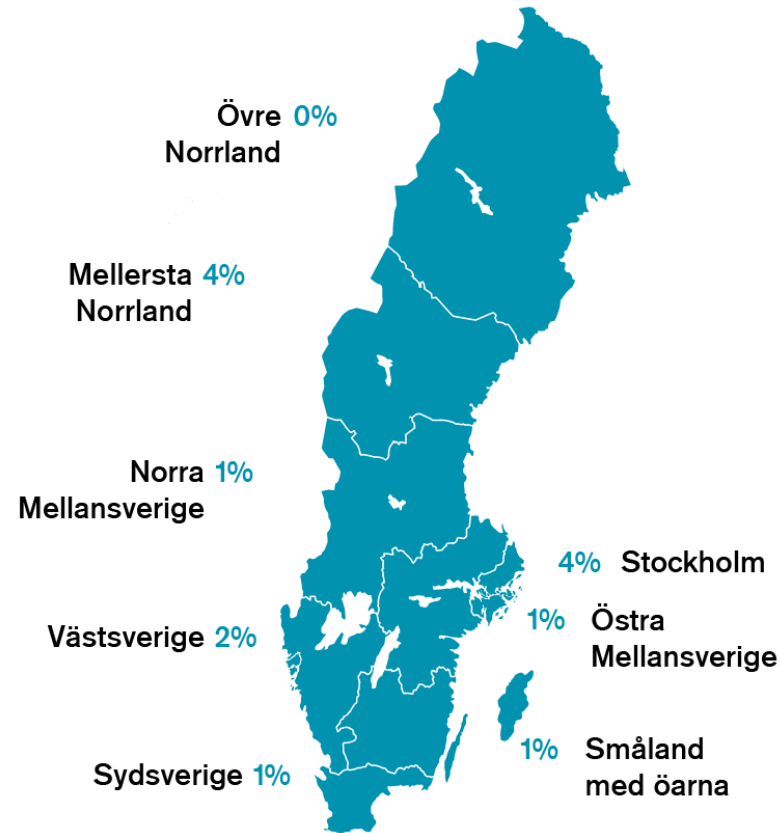 Övre 0%
Norrland
Mellersta 4%
Norrland
Norra 1%
Mellansverige
4% Stockholm
1% Östra
Mellansverige
Västsverige 2%
1% Småland
med öarna
Sydsverige 1%